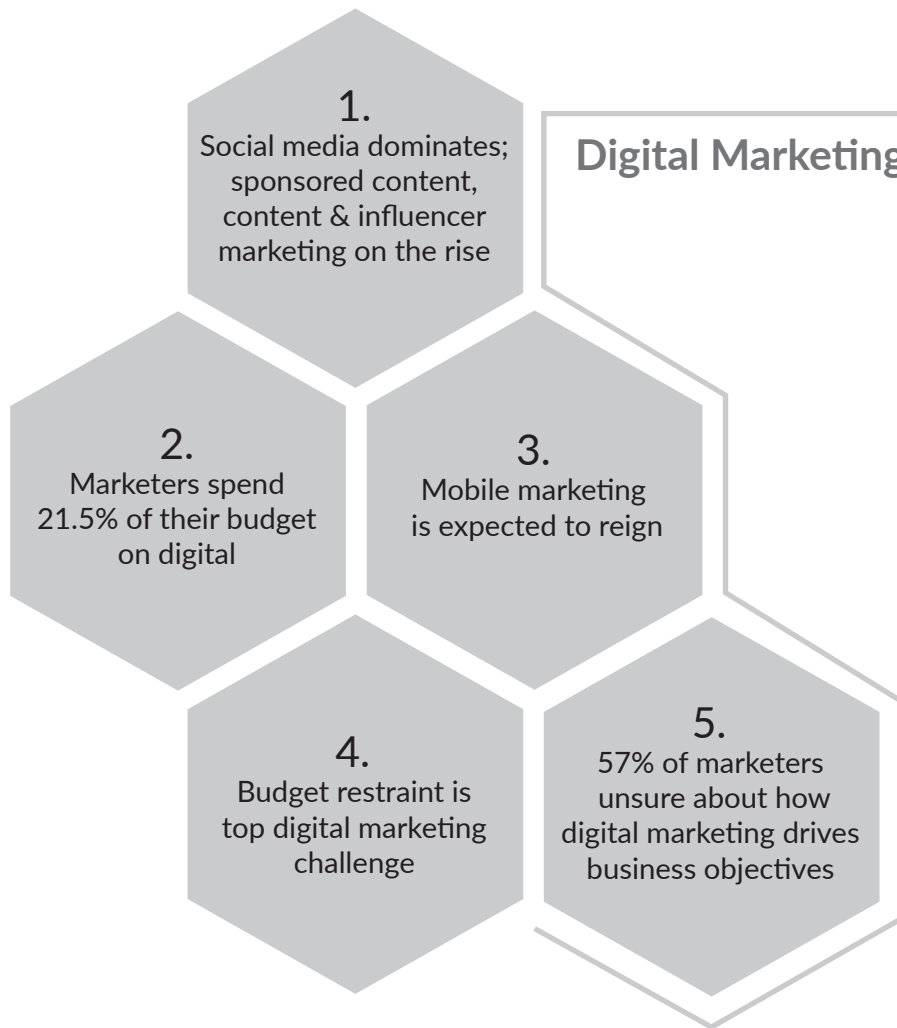 1.
Social media dominates;
sponsored content,
content & influencer
marketing on the rise
Digital Marketing
2.
Marketers spend
21.5% of their budget
on digital
3.
Mobile marketing
is expected to reign
4.
Budget restraint is
top digital marketing
challenge
5.
57% of marketers
unsure about how
digital marketing drives
business objectives